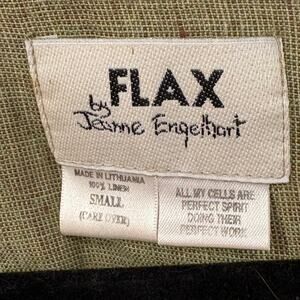 FLAX
by
Jeanne Engelhart
MADE IN LITHUANIA
100% LINEN
SMALL
(CARE OVER)
ALL MY CELLS ARE
PERFECT SPIRIT
DOING THEIR
PERFECT WORK